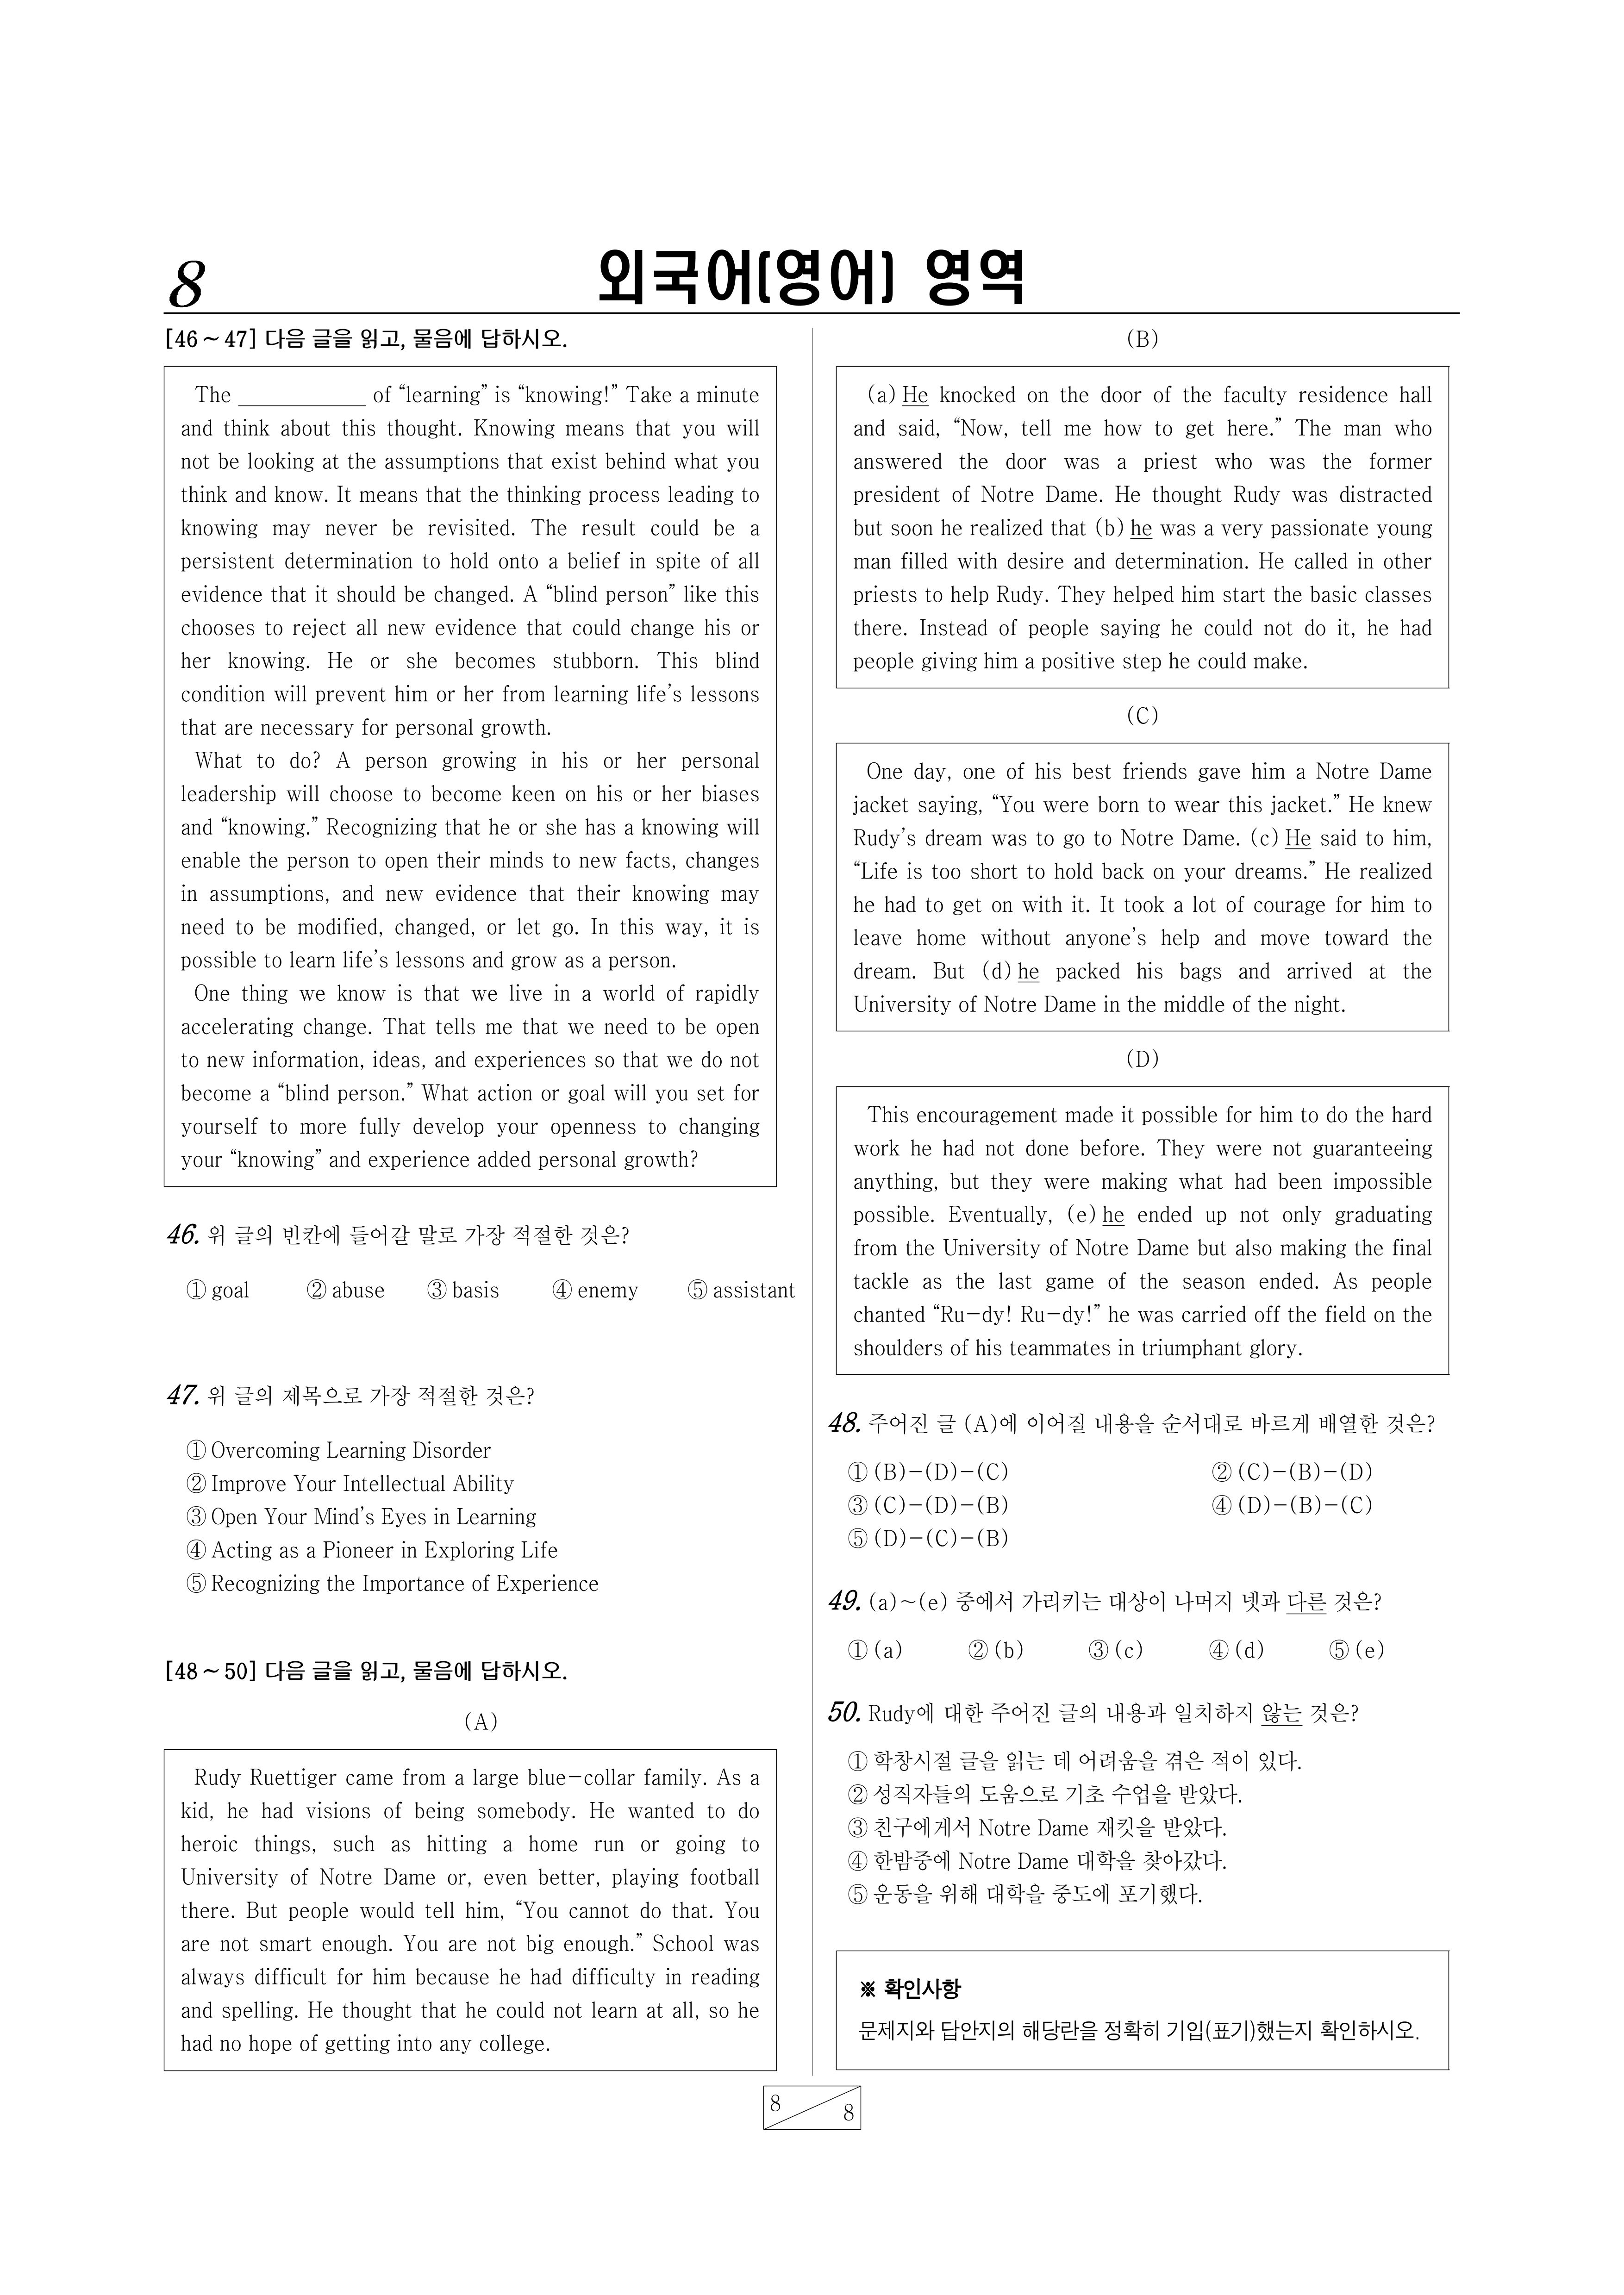 8
외국어(영어) 영역
[46~47] 다음 글을 읽고, 물음에 답하시오.
The ___________ of “learning” is “knowing!” Take a minute
and think about this thought. Knowing means that you will
not be looking at the assumptions that exist behind what you
think and know. It means that the thinking process leading to
knowing may never be revisited. The result could be a
persistent determination to hold onto a belief in spite of all
evidence that it should be changed. A “blind person” like this
chooses to reject all new evidence that could change his or
her knowing. He or she becomes stubborn. This blind
condition will prevent him or her from learning life’s lessons
that are necessary for personal growth.
What to do? A person growing in his or her personal
leadership will choose to become keen on his or her biases
and “knowing.” Recognizing that he or she has a knowing will
enable the person to open their minds to new facts, changes
in assumptions, and new evidence that their knowing may
need to be modified, changed, or let go. In this way, it is
possible to learn life’s lessons and grow as a person.
One thing we know is that we live in a world of rapidly
accelerating change. That tells me that we need to be open
to new information, ideas, and experiences so that we do not
become a “blind person.” What action or goal will you set for
yourself to more fully develop your openness to changing
your “knowing” and experience added personal growth?
46. 위 글의 빈칸에 들어갈 말로 가장 적절한 것은?
① goal ② abuse ③ basis ④ enemy ⑤ assistant
47. 위 글의 제목으로 가장 적절한 것은?
① Overcoming Learning Disorder
② Improve Your Intellectual Ability
③ Open Your Mind’s Eyes in Learning
④ Acting as a Pioneer in Exploring Life
⑤ Recognizing the Importance of Experience
[48~50] 다음 글을 읽고, 물음에 답하시오.
(A)
Rudy Ruettiger came from a large blue-collar family. As a
kid, he had visions of being somebody. He wanted to do
heroic things, such as hitting a home run or going to
University of Notre Dame or, even better, playing football
there. But people would tell him, “You cannot do that. You
are not smart enough. You are not big enough.” School was
always difficult for him because he had difficulty in reading
and spelling. He thought that he could not learn at all, so he
had no hope of getting into any college.
(B)
(a) He knocked on the door of the faculty residence hall
and said, “Now, tell me how to get here.” The man who
answered the door was a priest who was the former
president of Notre Dame. He thought Rudy was distracted
but soon he realized that (b) he was a very passionate young
man filled with desire and determination. He called in other
priests to help Rudy. They helped him start the basic classes
there. Instead of people saying he could not do it, he had
people giving him a positive step he could make.
(C)
One day, one of his best friends gave him a Notre Dame
jacket saying, “You were born to wear this jacket.” He knew
Rudy’s dream was to go to Notre Dame. (c) He said to him,
“Life is too short to hold back on your dreams.” He realized
he had to get on with it. It took a lot of courage for him to
leave home without anyone’s help and move toward the
dream. But (d) he packed his bags and arrived at the
University of Notre Dame in the middle of the night.
(D)
This encouragement made it possible for him to do the hard
work he had not done before. They were not guaranteeing
anything, but they were making what had been impossible
possible. Eventually, (e) he ended up not only graduating
from the University of Notre Dame but also making the final
tackle as the last game of the season ended. As people
chanted “Ru-dy! Ru-dy!” he was carried off the field on the
shoulders of his teammates in triumphant glory.
48. 주어진 글 (A)에 이어질 내용을 순서대로 바르게 배열한 것은?
① (B)-(D)-(C) ② (C)-(B)-(D)
③ (C)-(D)-(B) ④ (D)-(B)-(C)
⑤ (D)-(C)-(B)
49. (a)~(e) 중에서 가리키는 대상이 나머지 넷과 다른 것은?
① (a) ② (b) ③ (c) ④ (d) ⑤ (e)
50. Rudy에 대한 주어진 글의 내용과 일치하지 않는 것은?
① 학창시절 글을 읽는 데 어려움을 겪은 적이 있다.
② 성직자들의 도움으로 기초 수업을 받았다.
③ 친구에게서 Notre Dame 재킷을 받았다.
④ 한밤중에 Notre Dame 대학을 찾아갔다.
⑤ 운동을 위해 대학을 중도에 포기했다.
※ 확인사항
문제지와 답안지의 해당란을 정확히 기입(표기)했는지 확인하시오.
8
8